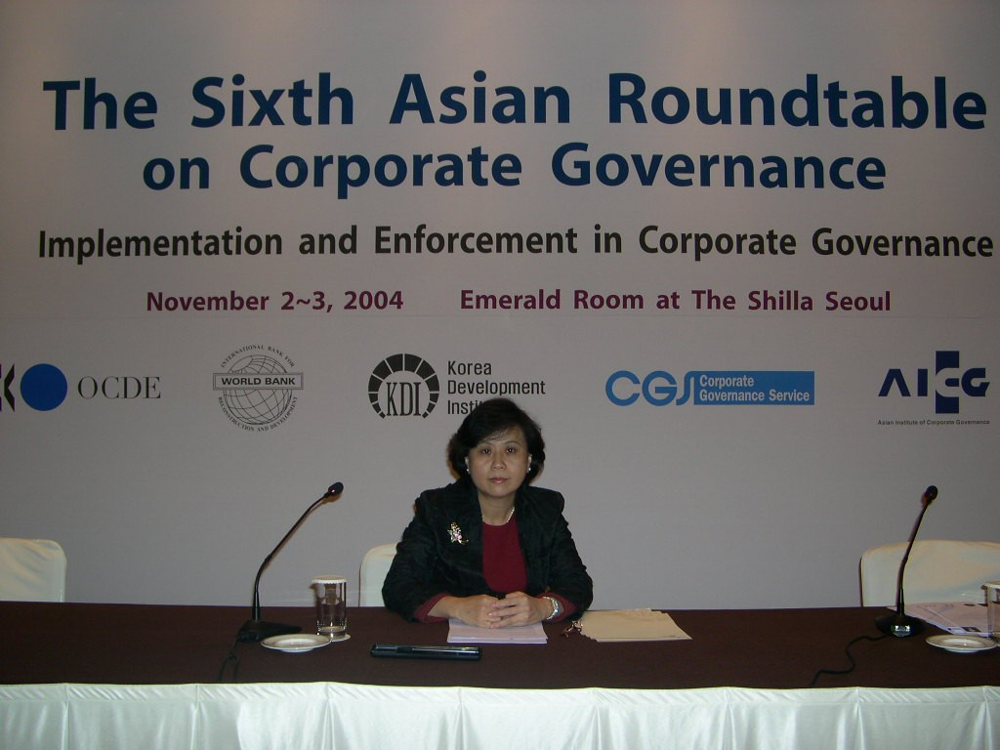 The Sixth Asian Roundtable
on Corporate Governance
Implementation and Enforcement in Corporate Governance
November 2~3, 2004 Emerald Room at The Shilla Seoul
OCDE
INTERNATIONAL BANK FOR
WORLD BANK
RECONSTRUCTION AND DEVELOPMENT
KDI
Korea
Development
Insti
CGS
Corporate
Governance Service
AICG
Asian Institute of Corporate Governance